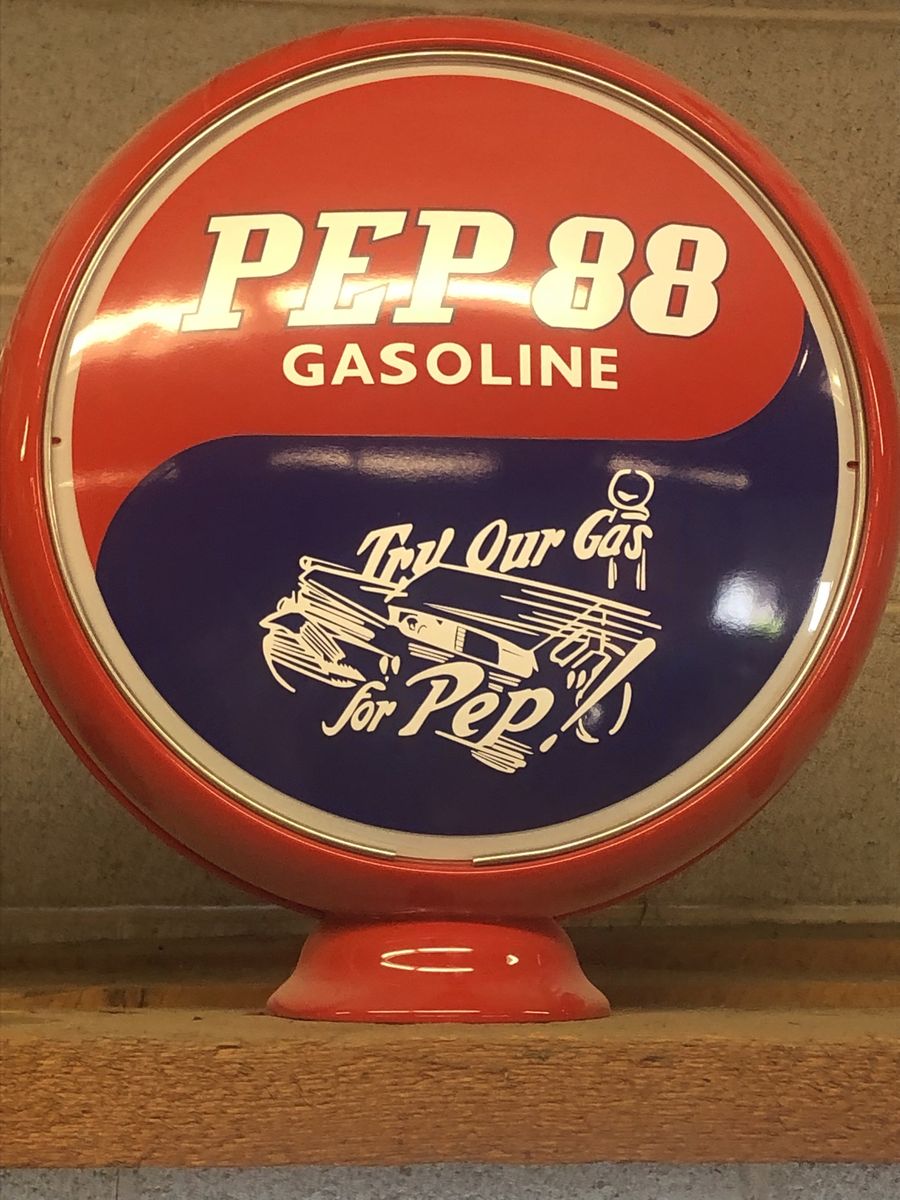 PEP 88
GASOLINE
Try Our Gas
for Pep!